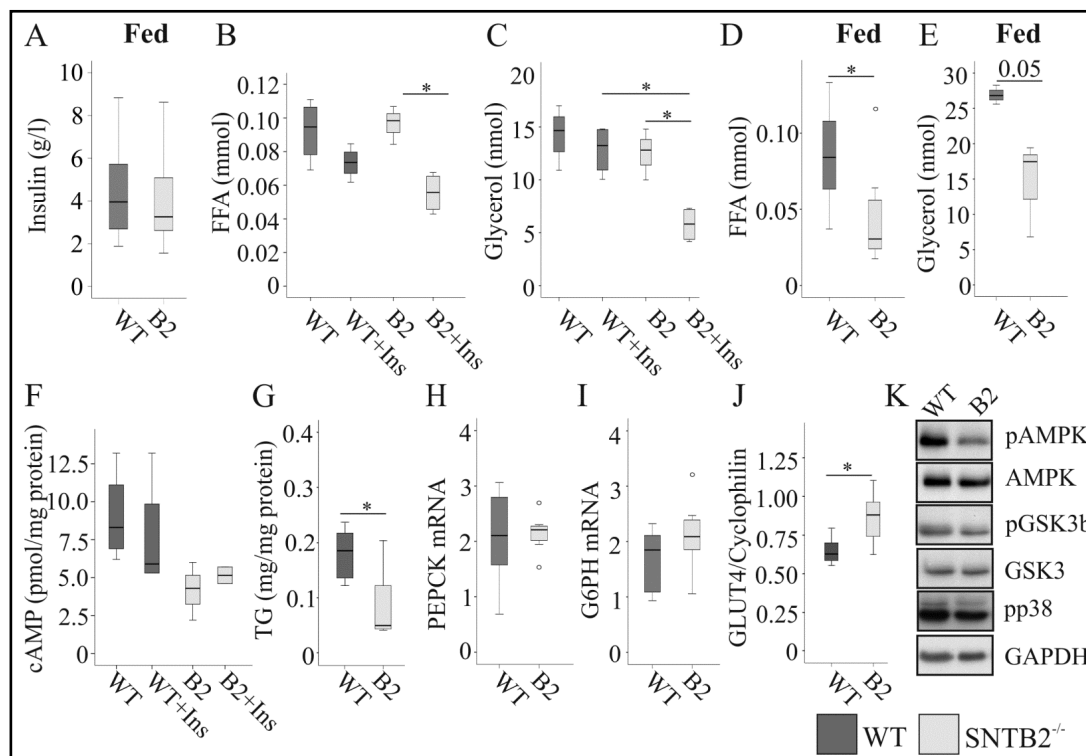 A Fed
Insulin (g/l)
10
8
6
4
2
0
WT B2
B
FFA (mmol)
0.10
0.08
0.06
0.04
0.02
0
*
WT WT+Ins B2 B2+Ins
C
Glycerol (nmol)
20
15
10
5
0
*
*
WT WT+Ins B2 B2+Ins
D Fed
FFA (mmol)
0.10
0.05
0
*
WT B2
E Fed
Glycerol (nmol)
30
25
20
15
10
5
0
0.05
WT B2
F
cAMP (pmol/mg protein)
12.5
10.0
7.5
5.0
2.5
0
WT WT+Ins B2 B2+Ins
G
TG (mg/mg protein)
0.4
0.3
0.2
0.1
0
*
WT B2
H
PEPCK mRNA
4
3
2
1
0
WT B2
I
G6PH mRNA
4
3
2
1
0
WT B2
J
GLUT4/Cyclophilin
1.25
1.00
0.75
0.50
0.25
0
*
WT B2
K
WT B2
pAMPK
AMPK
pGSK3b
GSK3
pp38
GAPDH
WT SNTB2-/-